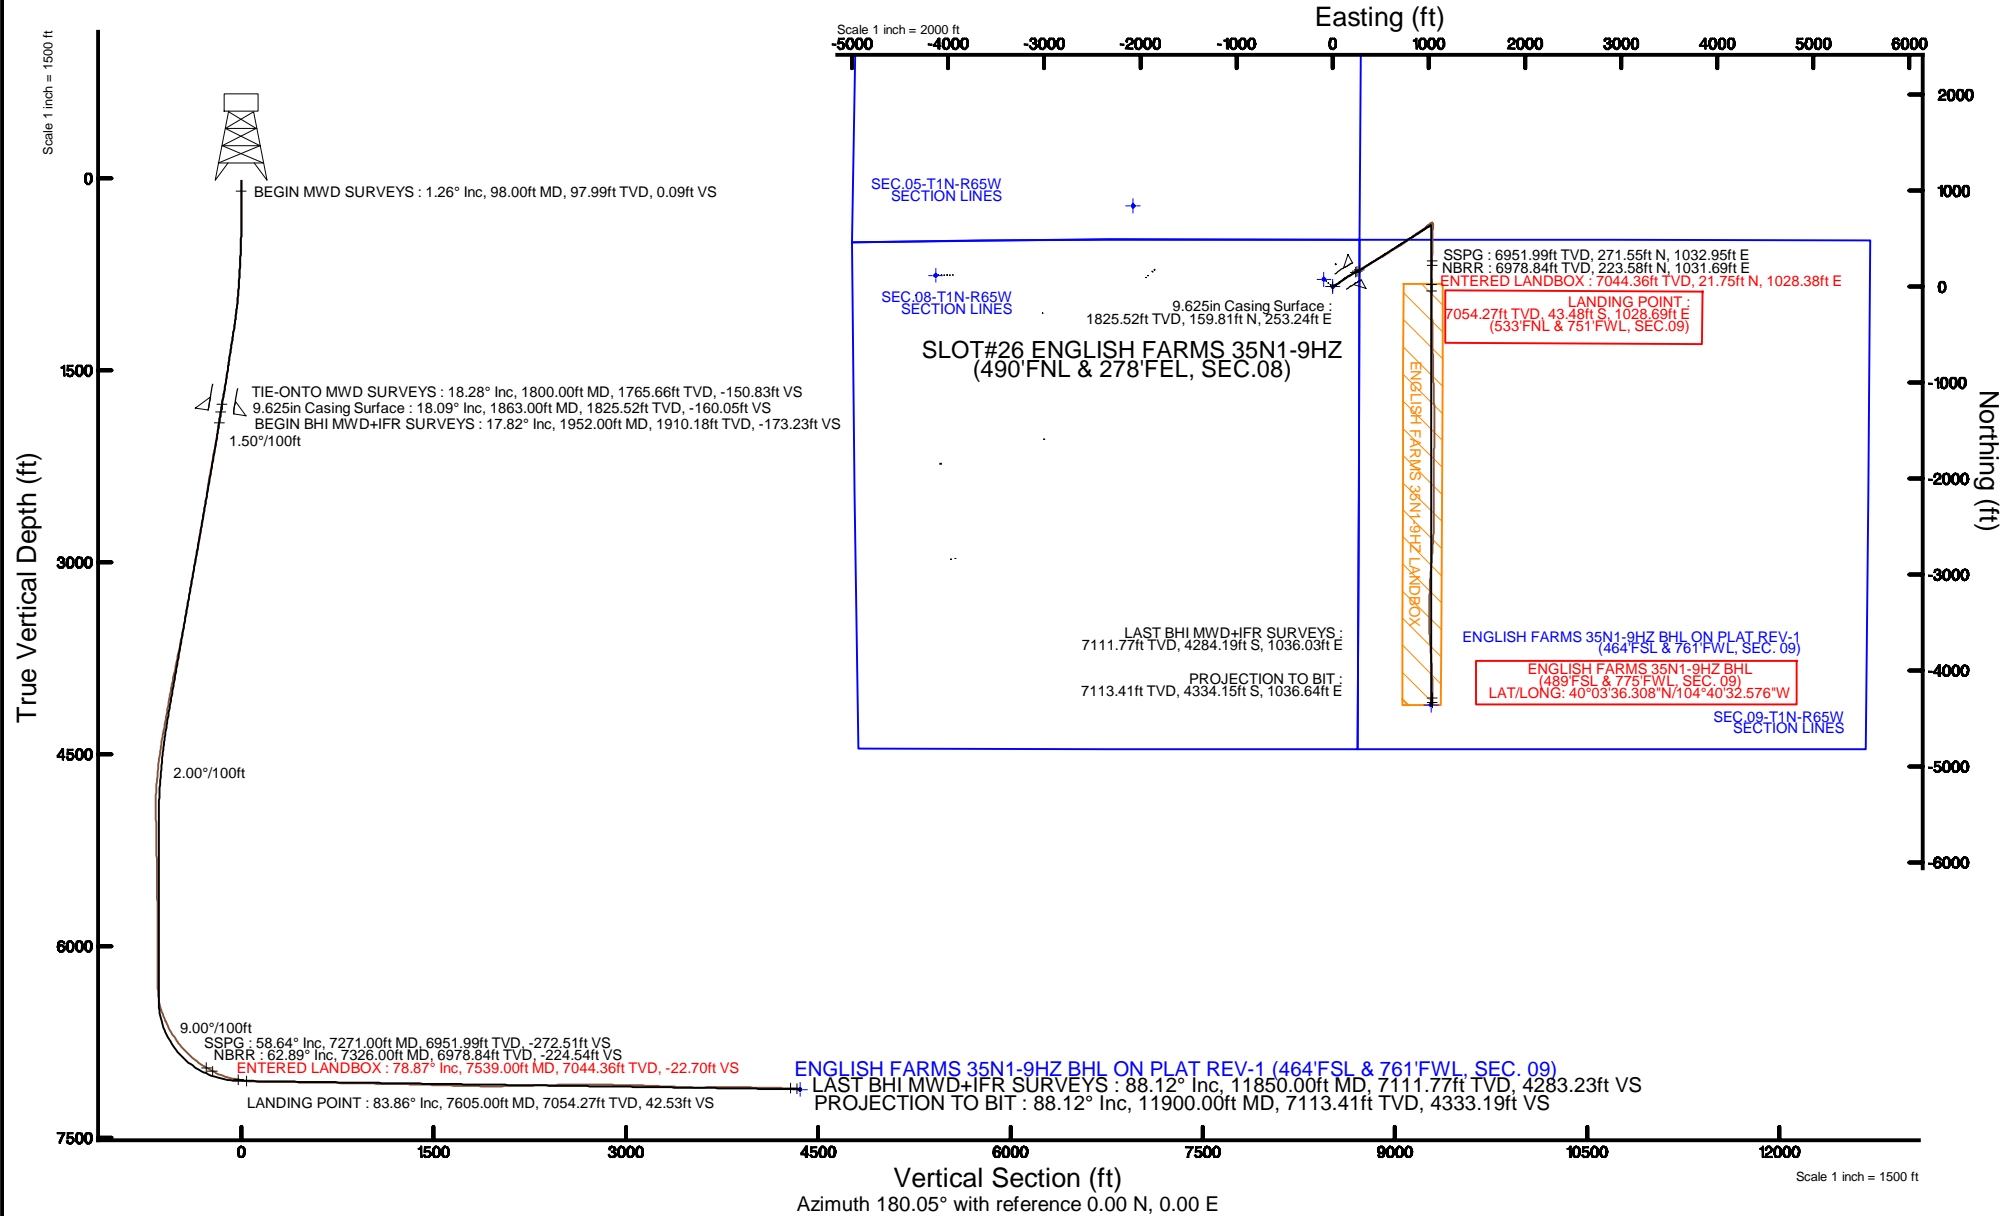 Scale 1 inch = 1500 ft
True Vertical Depth (ft)
0
1500
3000
4500
6000
7500
BEGIN MWD SURVEYS : 1.26° Inc, 98.00ft MD, 97.99ft TVD, 0.09ft VS
TIE-ONTO MWD SURVEYS : 18.28° Inc, 1800.00ft MD, 1765.66ft TVD, -150.83ft VS
9.625in Casing Surface : 18.09° Inc, 1863.00ft MD, 1825.52ft TVD, -160.05ft VS
BEGIN BHI MWD+IFR SURVEYS : 17.82° Inc, 1952.00ft MD, 1910.18ft TVD, -173.23ft VS
1.50°/100ft
2.00°/100ft
9.00°/100ft
SSPG : 58.64° Inc, 7271.00ft MD, 6951.99ft TVD, -272.51ft VS
NBRR : 62.89° Inc, 7326.00ft MD, 6978.84ft TVD, -224.54ft VS
ENTERED LANDBOX : 78.87° Inc, 7539.00ft MD, 7044.36ft TVD, -22.70ft VS
LANDING POINT : 83.86° Inc, 7605.00ft MD, 7054.27ft TVD, 42.53ft VS
ENGLISH FARMS 35N1-9HZ BHL ON PLAT REV-1 (464'FSL & 761'FWL, SEC. 09)
LAST BHI MWD+IFR SURVEYS : 88.12° Inc, 11850.00ft MD, 7111.77ft TVD, 4283.23ft VS
PROJECTION TO BIT : 88.12° Inc, 11900.00ft MD, 7113.41ft TVD, 4333.19ft VS
0 1500 3000 4500 6000 7500 9000 10500 12000
Vertical Section (ft)
Azimuth 180.05° with reference 0.00 N, 0.00 E
Scale 1 inch = 1500 ft
Easting (ft)
Scale 1 inch = 2000 ft
-5000 -4000 -3000 -2000 -1000 0 1000 2000 3000 4000 5000 6000
2000
1000
0
-1000
-2000
-3000
-4000
-5000
-6000
Northing (ft)
SEC.05-T1N-R65W
SECTION LINES
SEC.08-T1N-R65W
SECTION LINES
9.625in Casing Surface :
1825.52ft TVD, 159.81ft N, 253.24ft E
SLOT#26 ENGLISH FARMS 35N1-9HZ
(490'FNL & 278'FEL, SEC.08)
SSPG : 6951.99ft TVD, 271.55ft N, 1032.95ft E
NBRR : 6978.84ft TVD, 223.58ft N, 1031.69ft E
ENTERED LANDBOX : 7044.36ft TVD, 21.75ft N, 1028.38ft E
LANDING POINT :
7054.27ft TVD, 43.48ft S, 1028.69ft E
(533'FNL & 751'FWL, SEC.09)
ENGLISH FARMS 35N1-9HZ LANDBOX
LAST BHI MWD+IFR SURVEYS :
7111.77ft TVD, 4284.19ft S, 1036.03ft E
PROJECTION TO BIT :
7113.41ft TVD, 4334.15ft S, 1036.64ft E
ENGLISH FARMS 35N1-9HZ BHL ON PLAT REV-1
(464'FSL & 761'FWL, SEC. 09)
ENGLISH FARMS 35N1-9HZ BHL
(489'FSL & 775'FWL, SEC. 09)
LAT/LONG: 40°03'36.308"N/104°40'32.576"W
SEC.09-T1N-R65W
SECTION LINES